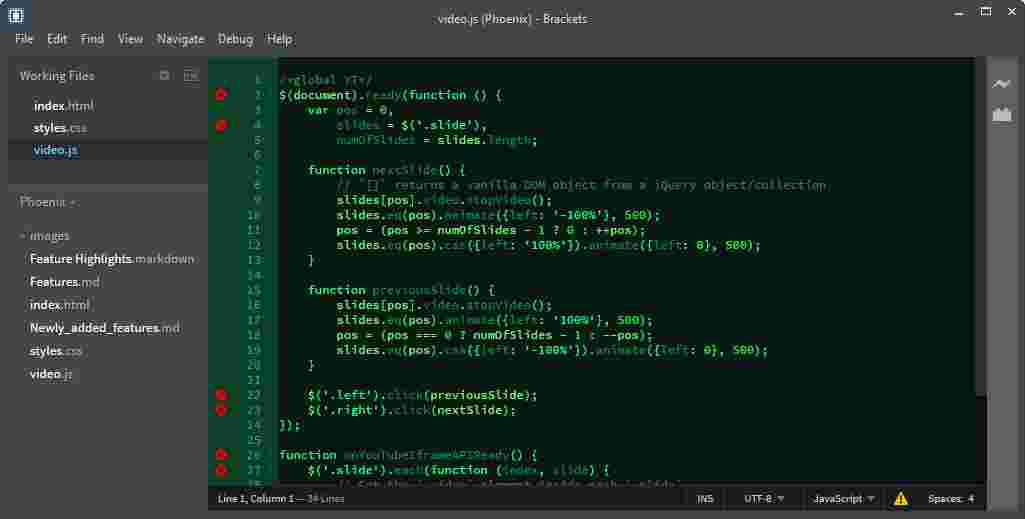 video.js (Phoenix) - Brackets
File Edit Find View Navigate Debug Help
Working Files
index.html
styles.css
video.js
Phoenix
images
Feature Highlights.markdown
Features.md
index.html
Newly_added_features.md
styles.css
video.js
1 /*global YT*/
2 $(document).ready(function () {
3 var pos = 0,
4 slides = $('.slide'),
5 numOfSlides = slides.length;
6
7 function nextSlide() {
8 // `[]` returns a vanilla DOM object from a jQuery object/collection
9 slides[pos].video.stopVideo();
10 slides.eq(pos).animate({left: '-100%'}, 500);
11 pos = (pos >= numOfSlides - 1 ? 0 : ++pos);
12 slides.eq(pos).css({left: '100%'}).animate({left: 0}, 500);
13 }
14
15 function previousSlide() {
16 slides[pos].video.stopVideo();
17 slides.eq(pos).animate({left: '100%'}, 500);
18 pos = (pos === 0 ? numOfSlides - 1 : --pos);
19 slides.eq(pos).css({left: '-100%'}).animate({left: 0}, 500);
20 }
21
22 $('.left').click(previousSlide);
23 $('.right').click(nextSlide);
24 });
25
26 function onYouTubeIframeAPIReady() {
27 $('.slide').each(function (index, slide) {
Line 1, Column 1 — 34 Lines INS UTF-8 JavaScript Spaces: 4